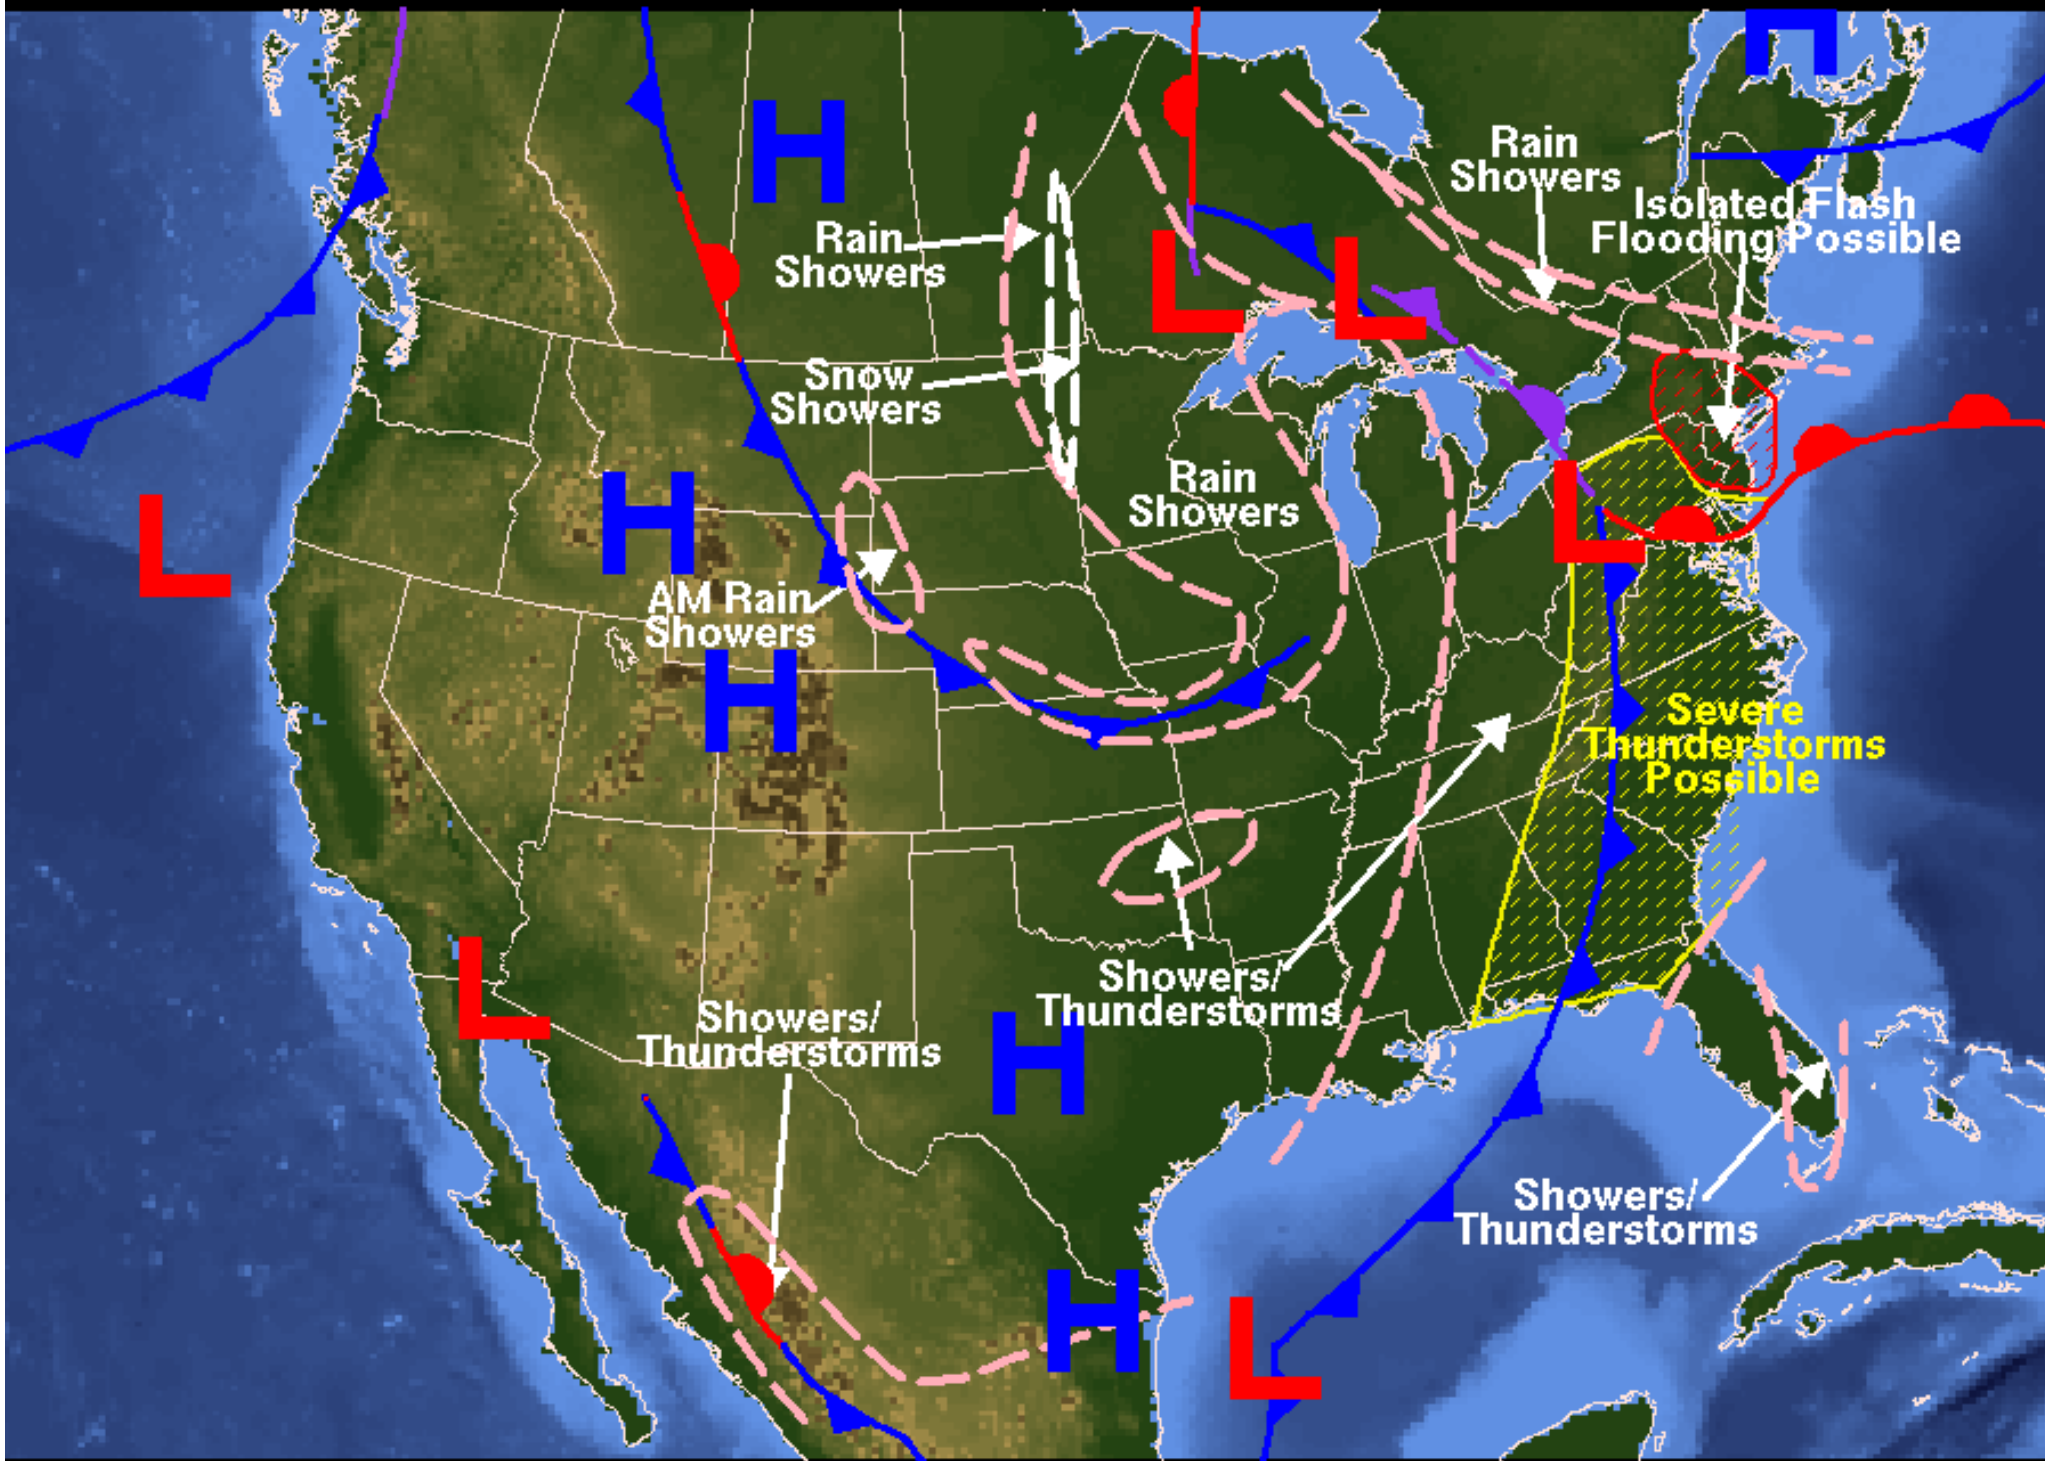 H
H
Rain
Showers
Rain
Showers
Isolated Flash
Flooding Possible
L
L
Snow
Showers
H
Rain
Showers
L
L
AM Rain
Showers
H
Severe
Thunderstorms
Possible
L
Showers/
Thunderstorms
Showers/
Thunderstorms
H
Showers/
Thunderstorms
H
L